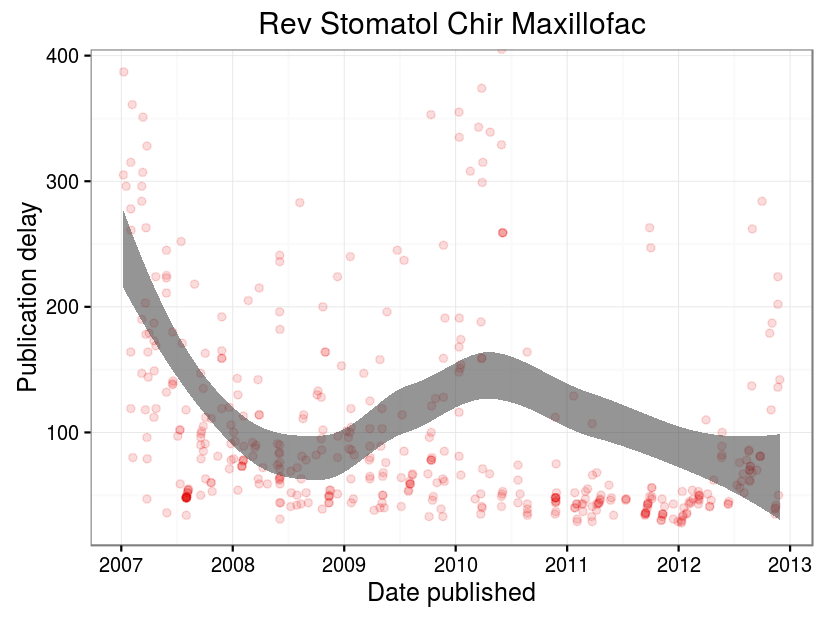 Rev Stomatol Chir Maxillofac
Publication delay
400
300
200
100
2007 2008 2009 2010 2011 2012 2013
Date published